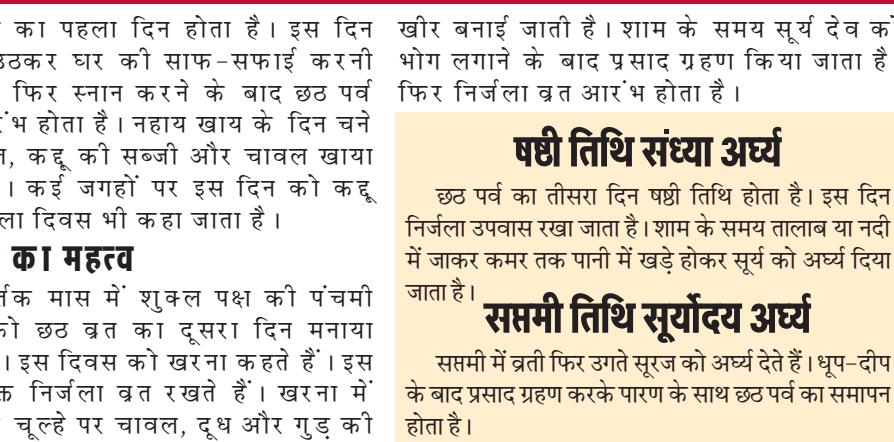 का पहला दिन होता है। इस दिन
घर की साफ-सफाई करनी
फिर स्नान करने के बाद छठ पर्व
होता है। नहाय खाय के दिन चने
कद्दू की सब्जी और चावल खाया
। कई जगहों पर इस दिन को कद्दू
दिवस भी कहा जाता है।
का महत्व
मास में शुक्ल पक्ष की पंचमी
छठ व्रत का दूसरा दिन मनाया
। इस दिवस को खरना कहते हैं। इस
निर्जला व्रत रखते हैं। खरना में
चूल्हे पर चावल, दूध और गुड़ की
खीर बनाई जाती है। शाम के समय सूर्य देव को
भोग लगाने के बाद प्रसाद ग्रहण किया जाता है
फिर निर्जला व्रत आरंभ होता है।
षष्ठी तिथि संध्या अर्घ्य
छठ पर्व का तीसरा दिन षष्ठी तिथि होता है। इस दिन
निर्जला उपवास रखा जाता है। शाम के समय तालाब या नदी
में जाकर कमर तक पानी में खड़े होकर सूर्य को अर्घ्य दिया
जाता है।
सप्तमी तिथि सूर्योदय अर्घ्य
सप्तमी में व्रती फिर उगते सूरज को अर्घ्य देते हैं। धूप-दीप
के बाद प्रसाद ग्रहण करके पारण के साथ छठ पर्व का समापन
होता है।